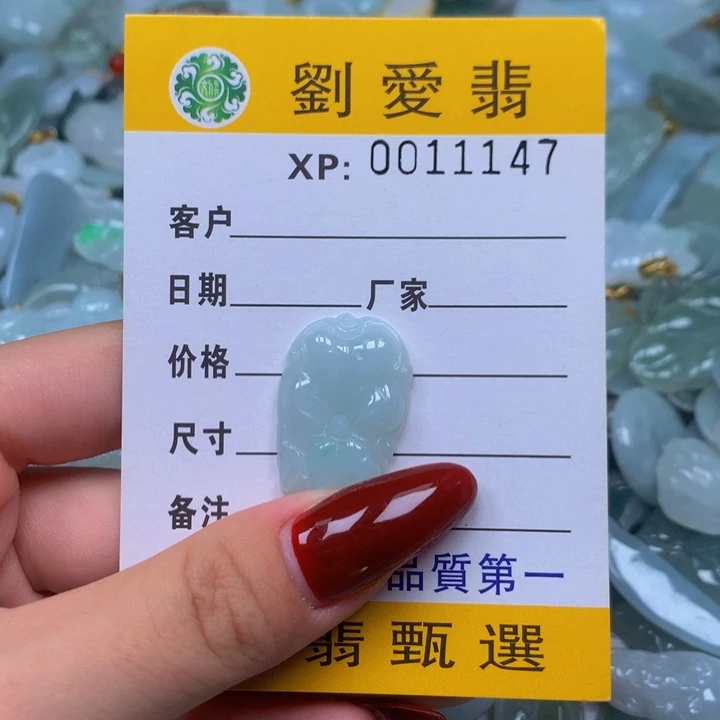 劉愛翡
XP: 0011147
客户
日期 厂家
价格
尺寸
备注
品質第一
翡甄選